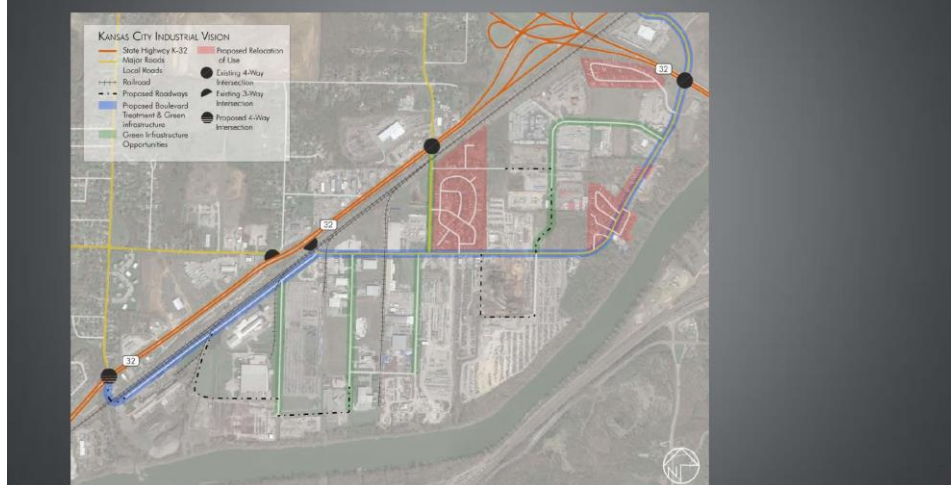 KANSAS CITY INDUSTRIAL VISION
State Highway K-32
Major Roads
Local Roads
Railroad
Proposed Roadways
Proposed Boulevard
Treatment & Green
infrastructure
Green Infrastructure
Opportunities
Proposed Relocation
of Use
Existing 4-Way
Intersection
Existing 3-Way
Intersection
Proposed 4-Way
Intersection
32
32
32
N